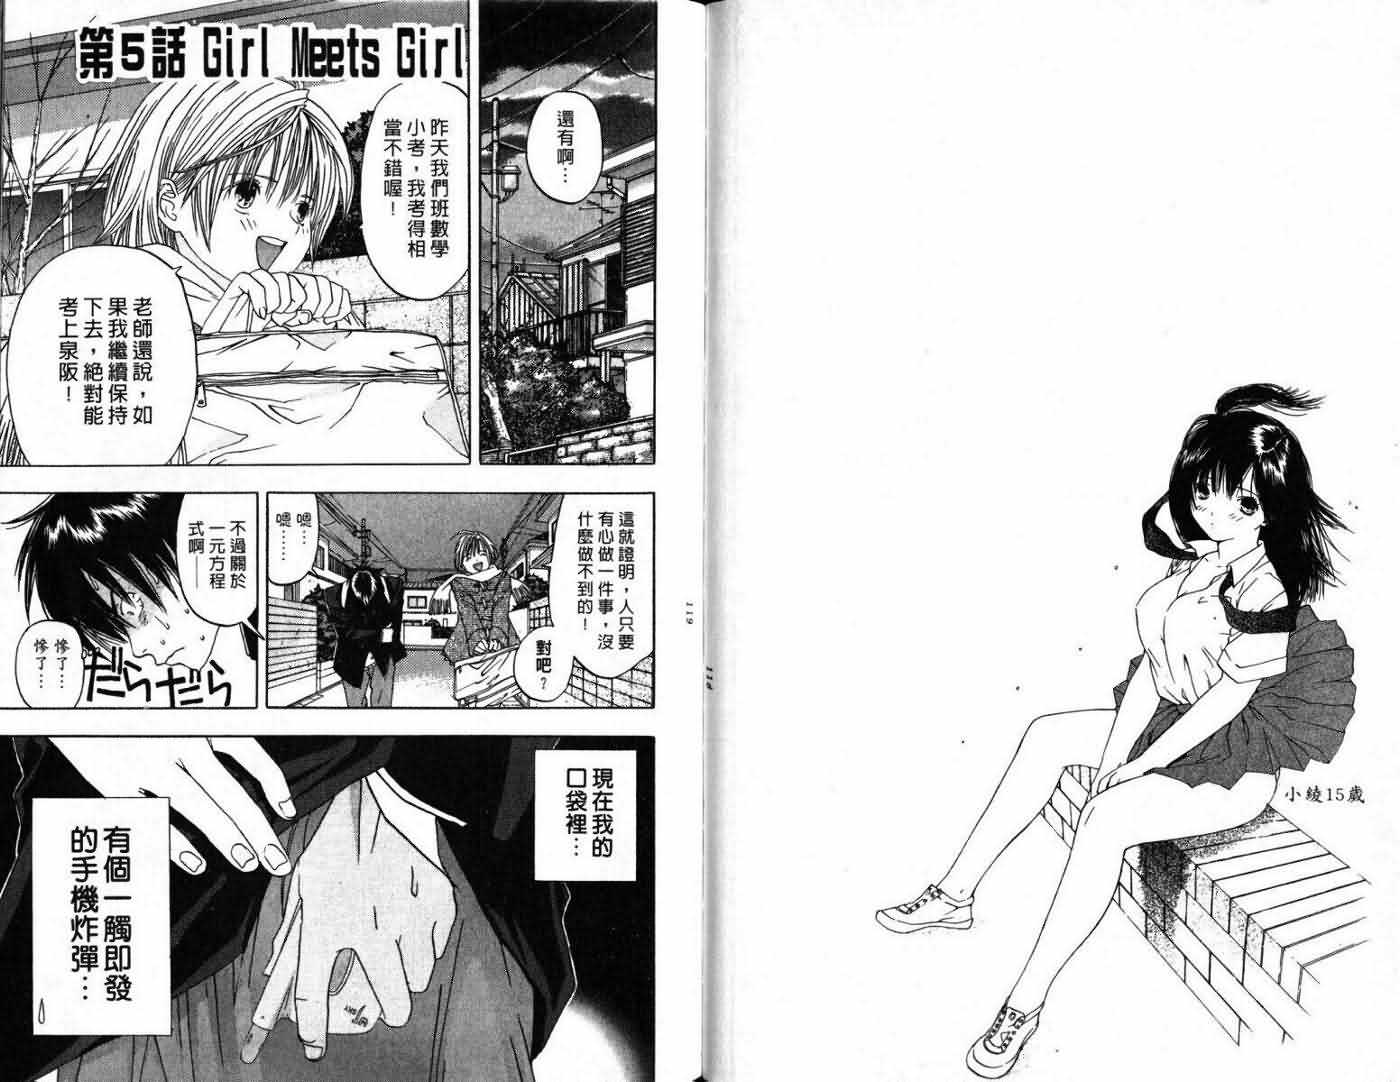 小綾15歲
118
第5話 Girl Meets Girl
還有啊…
昨天我們班數學
小考，我考得相
當不錯喔！
老師還說，如
果我繼續保持
下去，絕對能
考上泉阪！
這就證明，人只要
有心做一件事，沒
什麼做不到的！
對吧？
嗯…
嗯……
不過關於
一元方程
式啊——
慘了…
慘了…
だらだら
現在我的
口袋裡…
有個一觸即發
的手機炸彈…
119